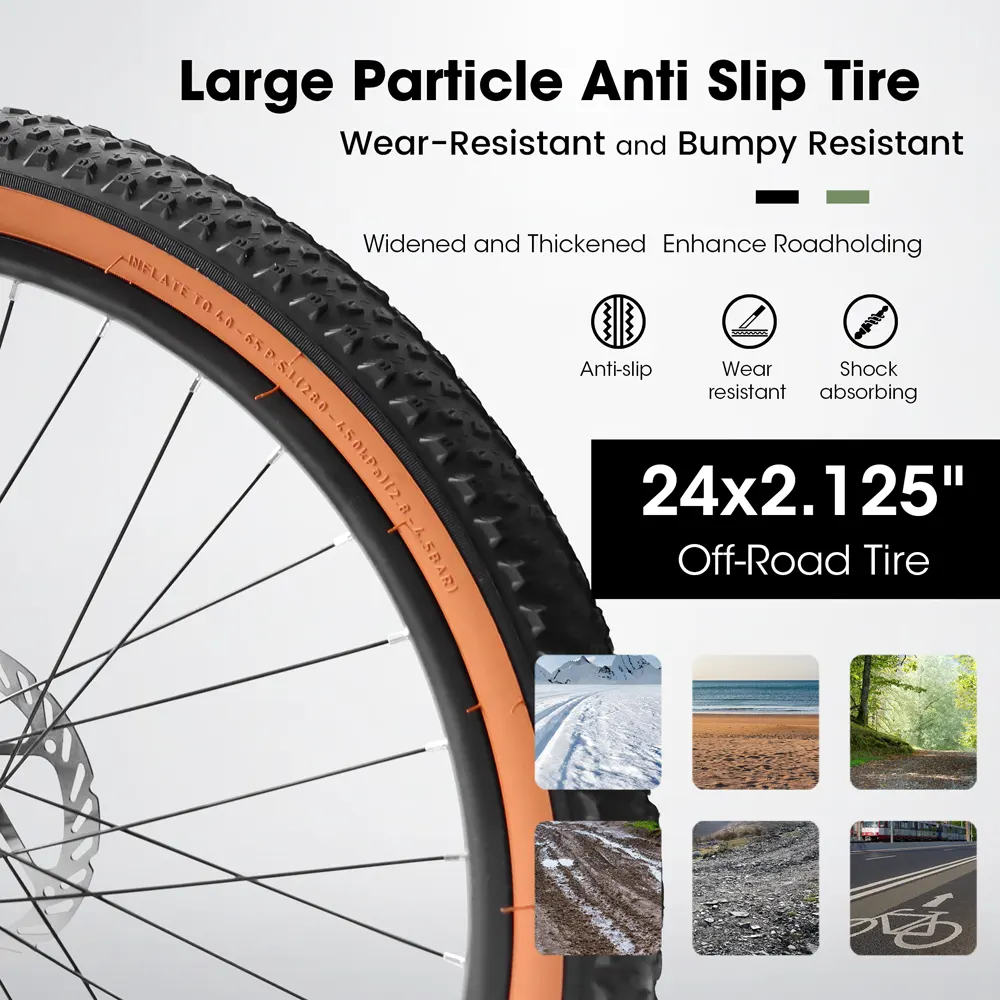 Large Particle Anti Slip Tire
Wear-Resistant and Bumpy Resistant
Widened and Thickened Enhance Roadholding
Anti-slip
Wear
resistant
Shock
absorbing
24x2.125"
Off-Road Tire
INFLATE TO 40-65 P.S.I.(280-450kPa)(2.8-4.5BAR)